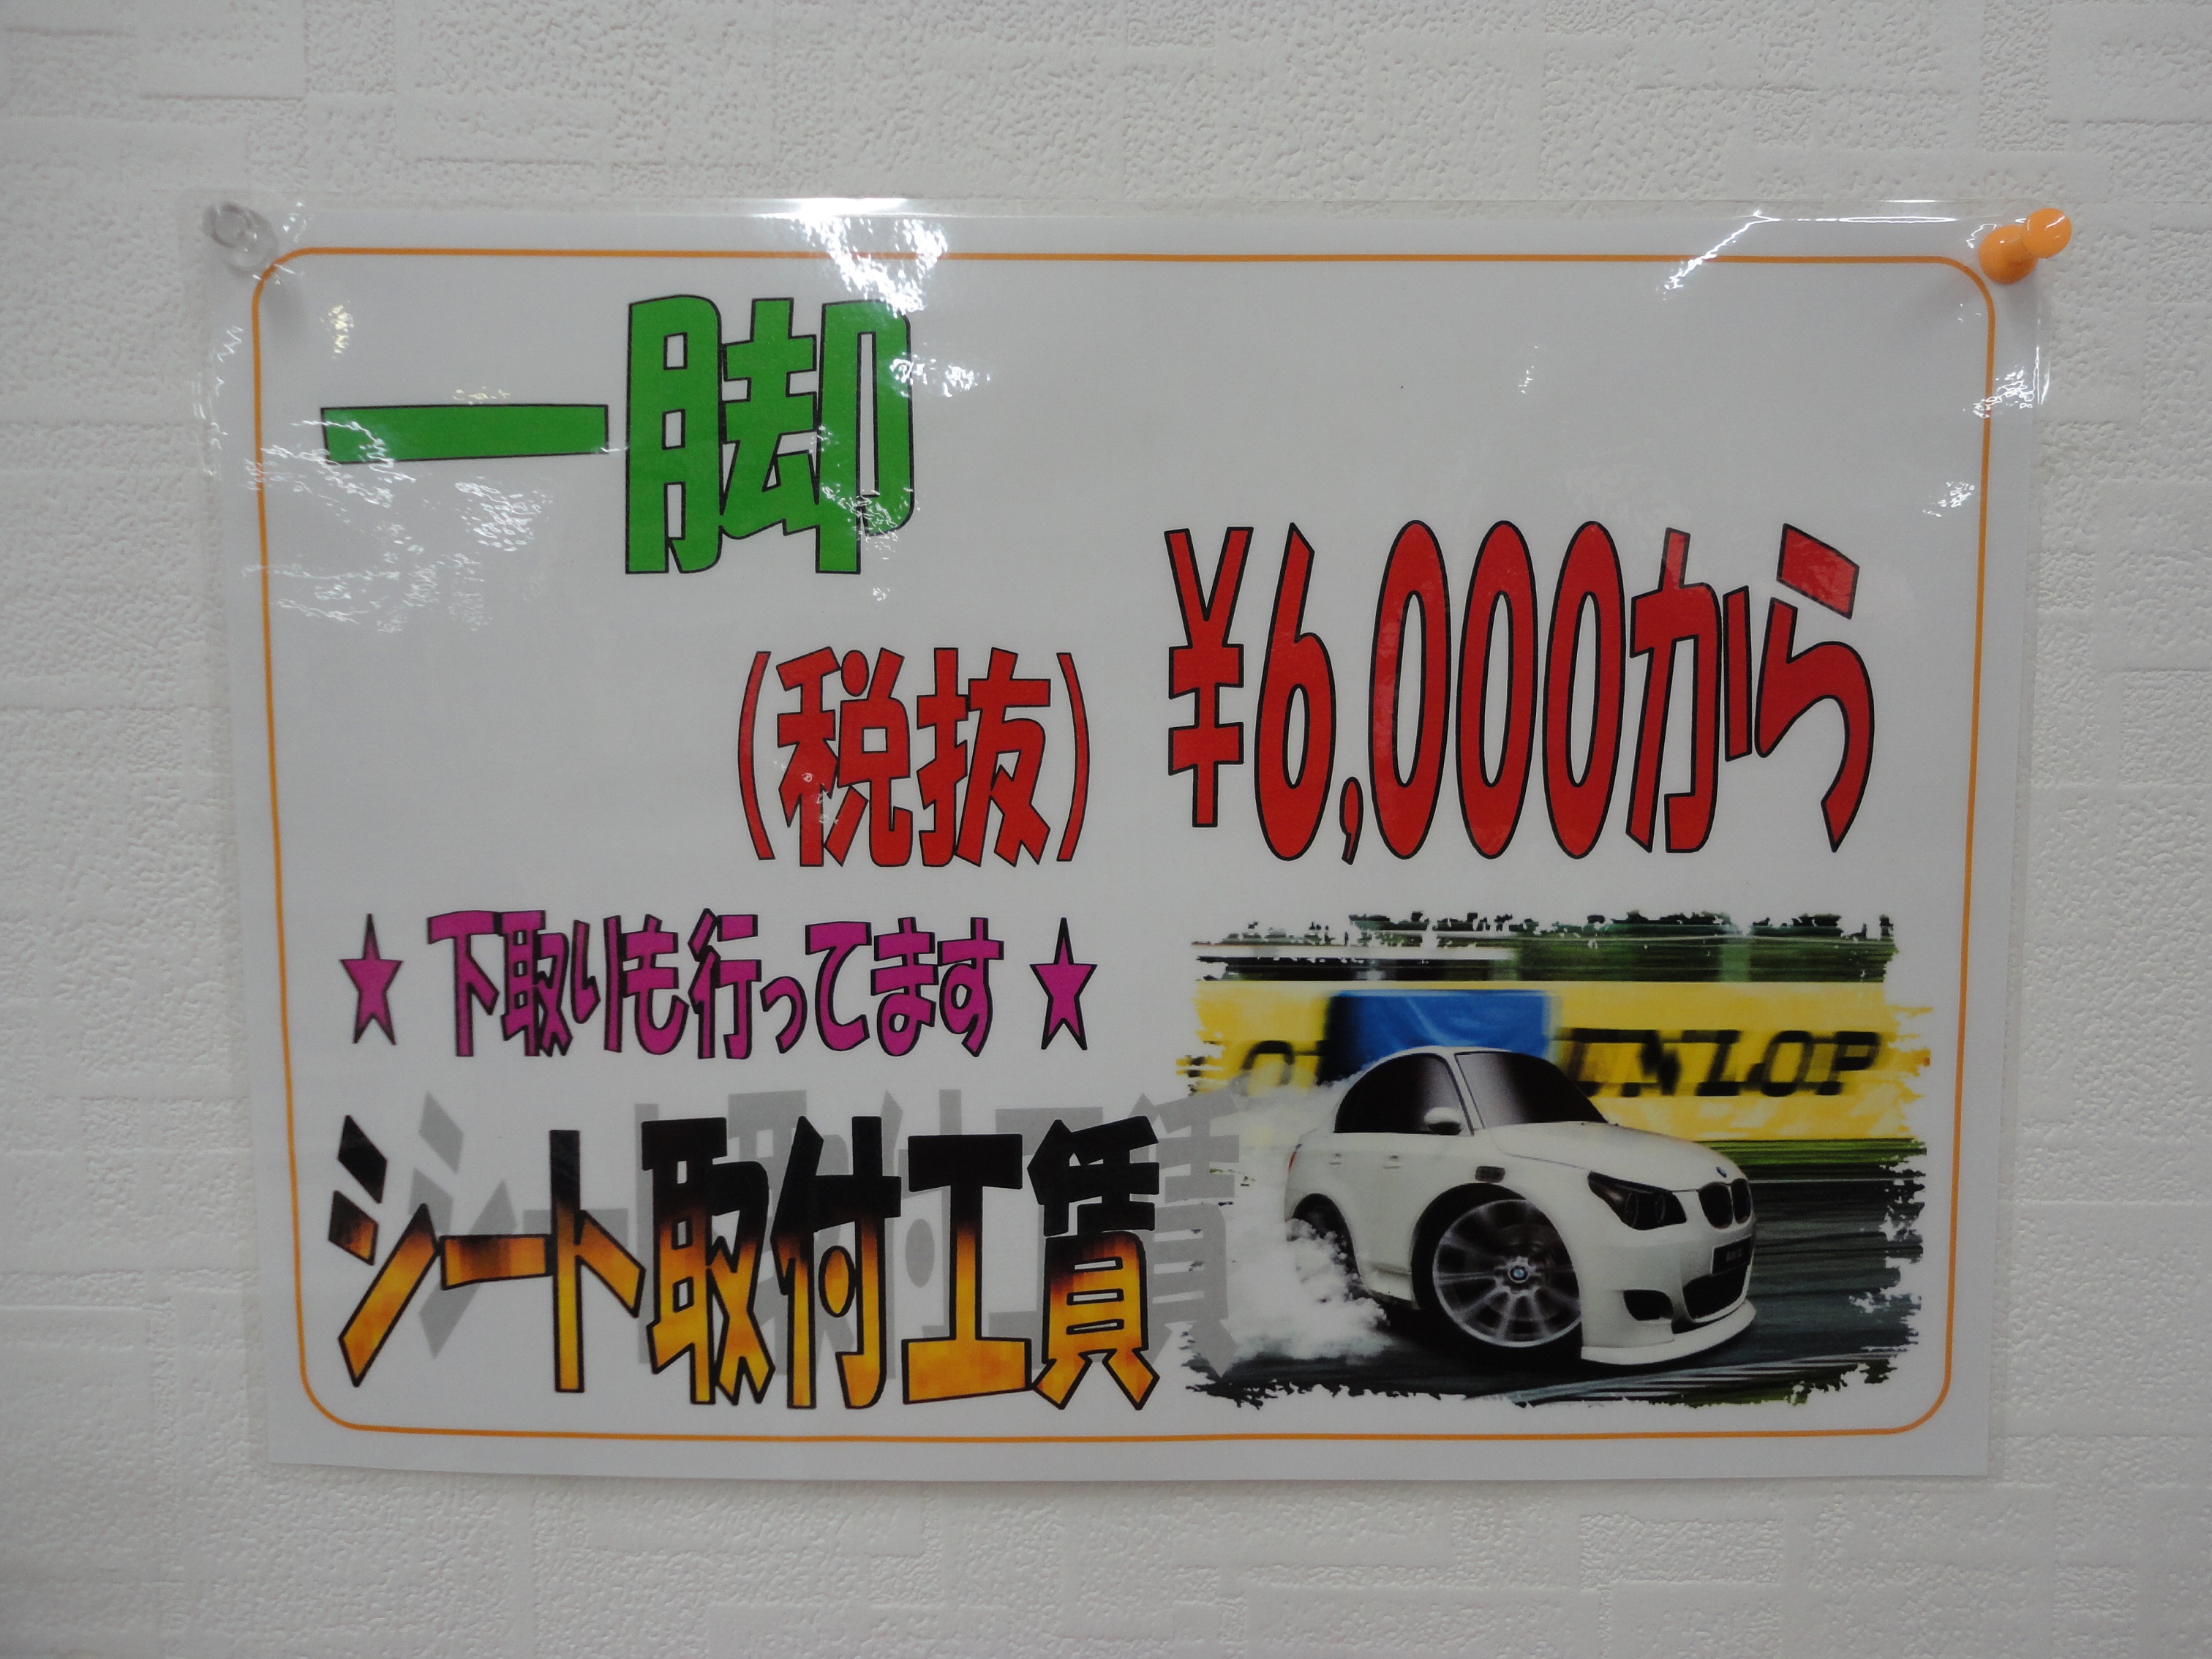 一脚
¥6,000から
(税抜)
★ 下取りも行ってます ★
シート取付工賃
DUNLOP